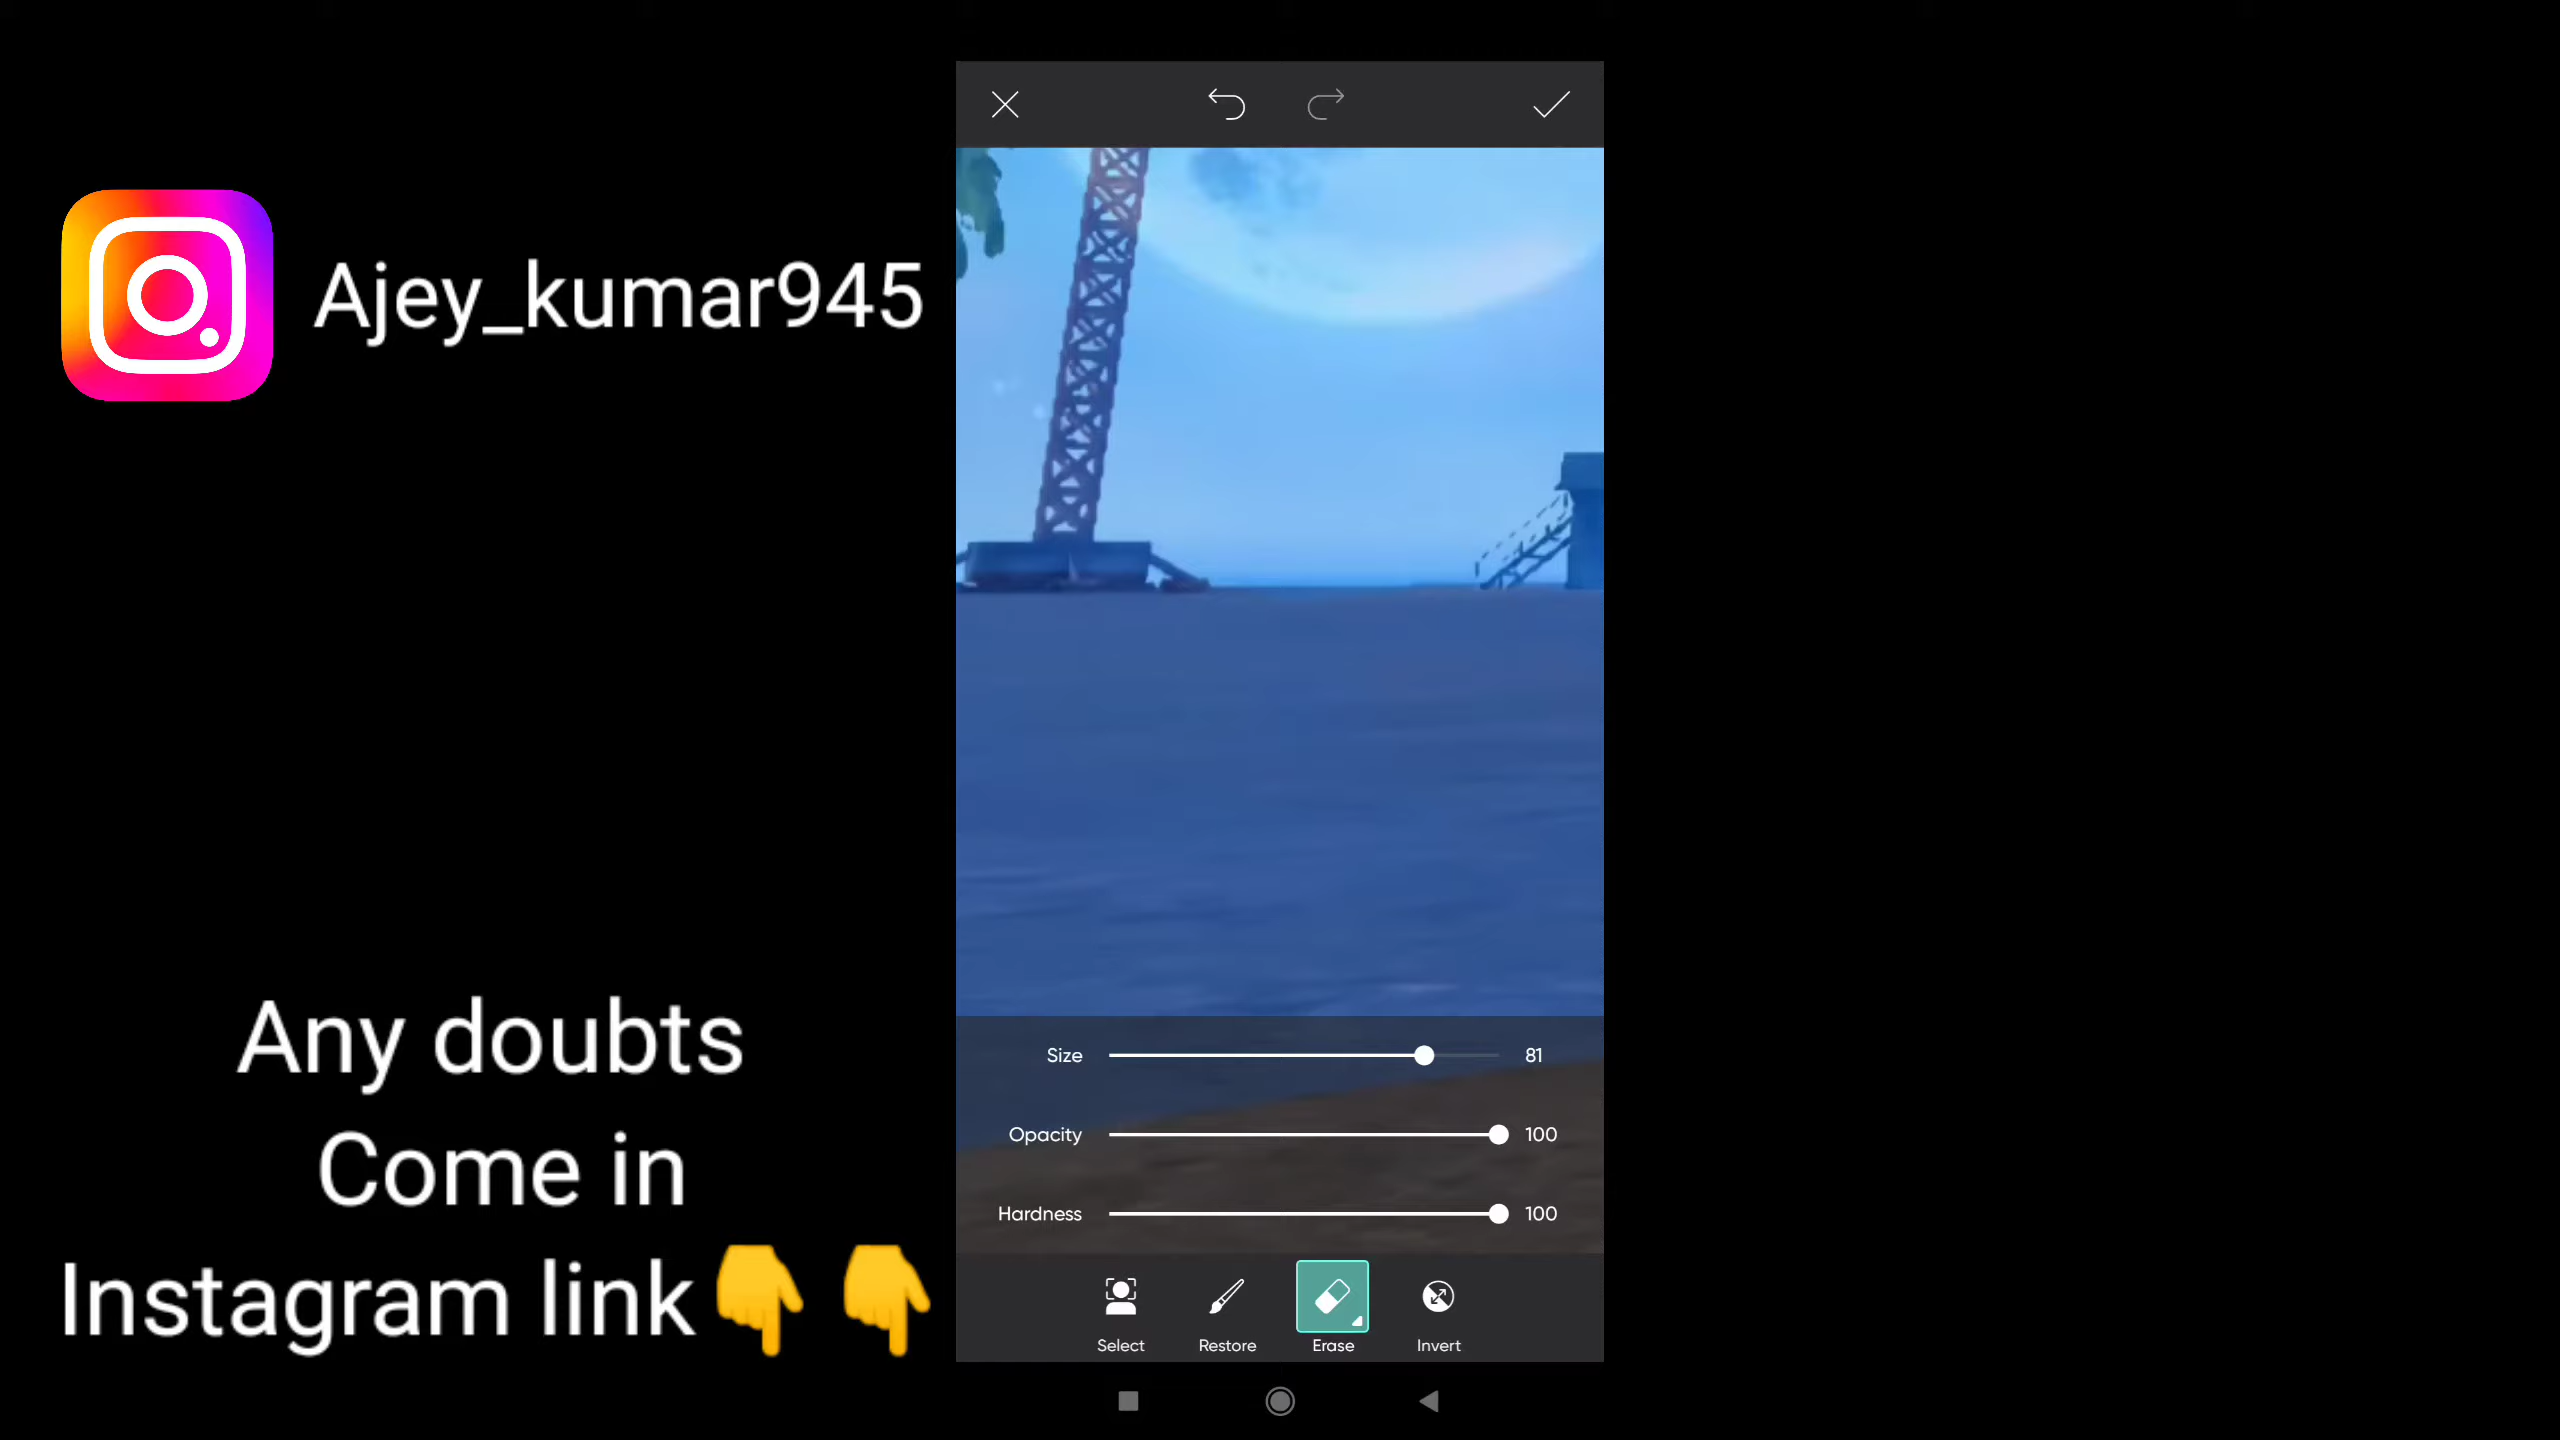 Ajey_kumar945
Any doubts
Come in
Instagram link👇👇
Size 81
Opacity 100
Hardness 100
Select Restore Erase Invert